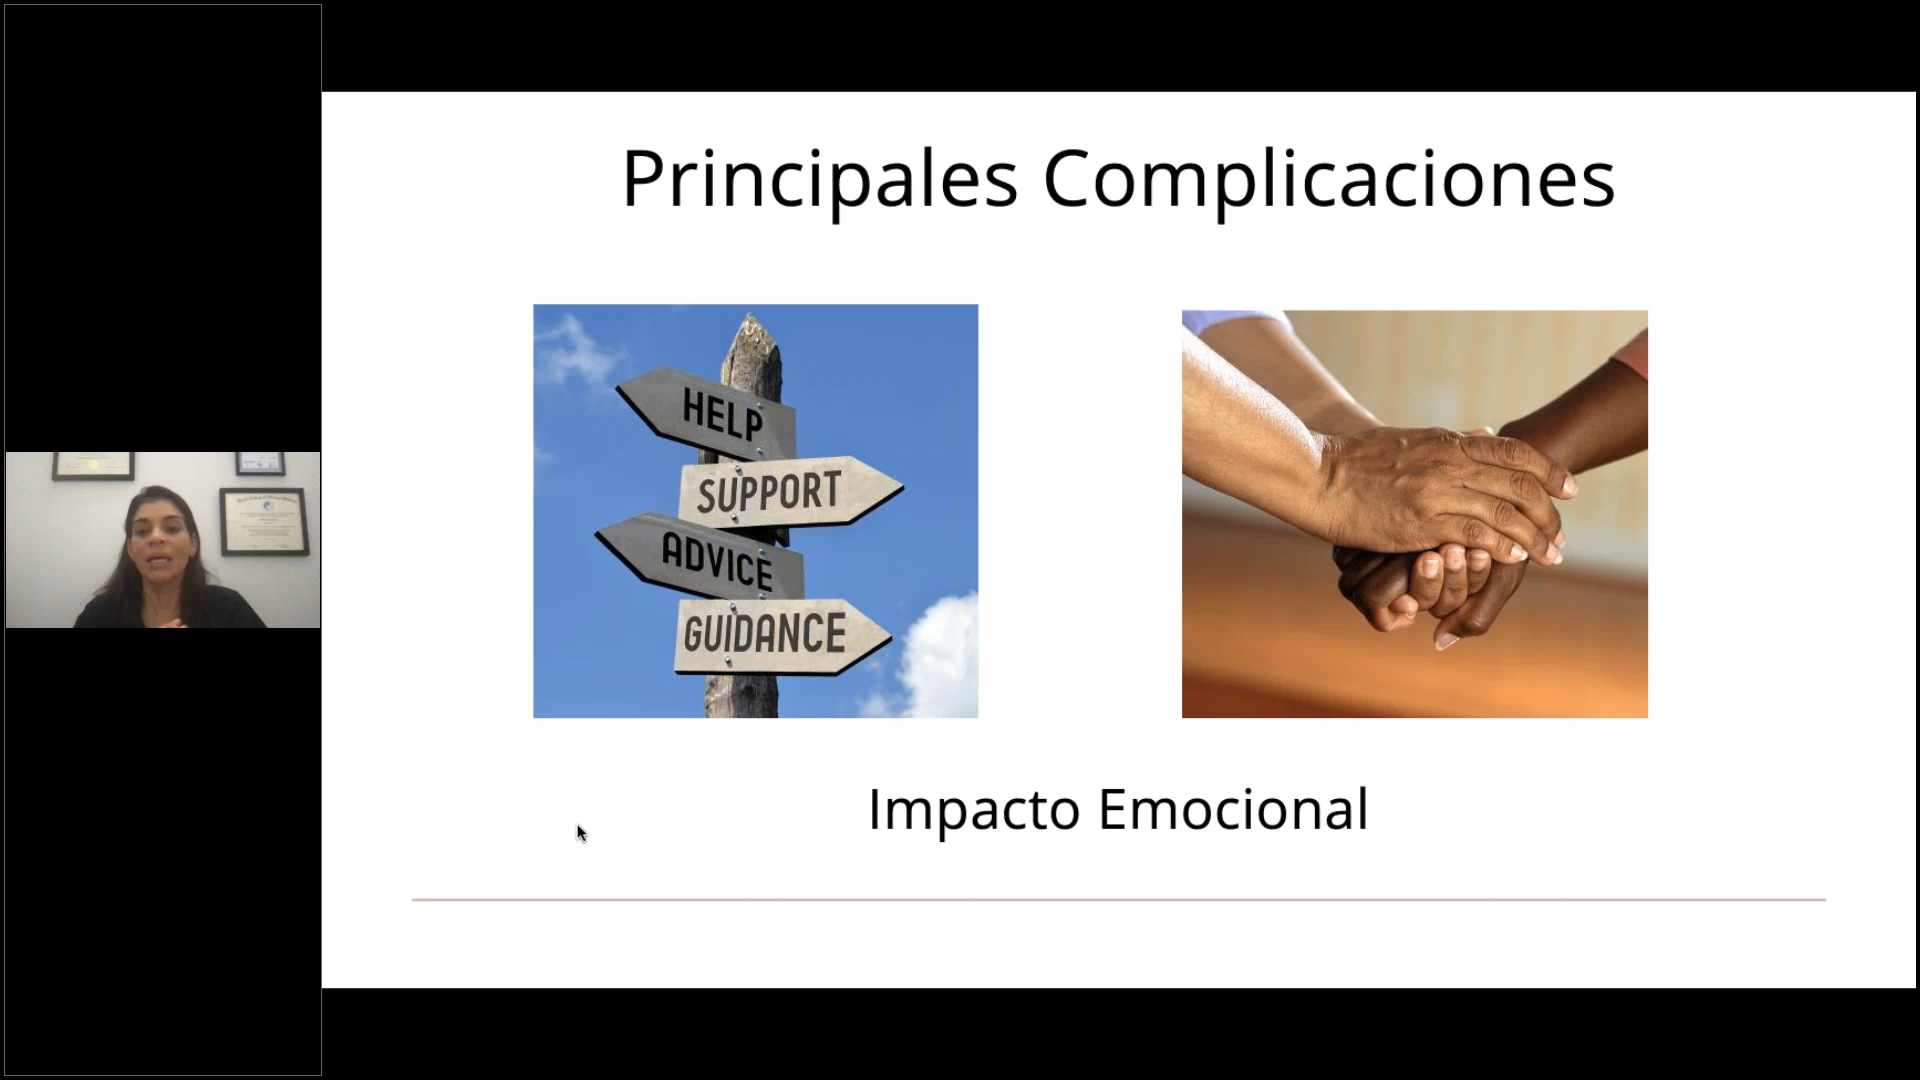 Principales Complicaciones
HELP
SUPPORT
ADVICE
GUIDANCE
Impacto Emocional